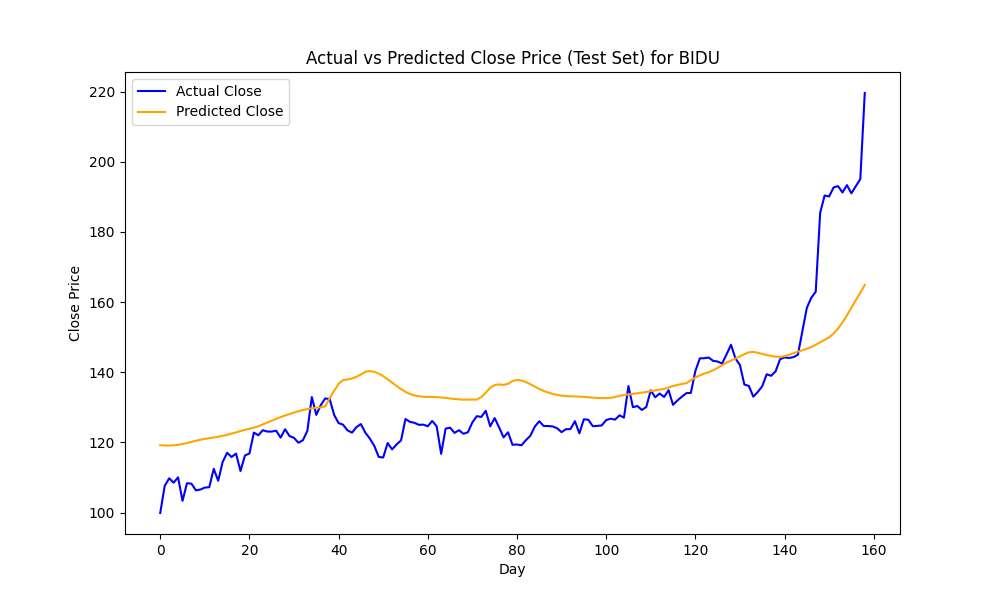 Actual vs Predicted Close Price (Test Set) for BIDU
Actual Close
Predicted Close
220
200
180
160
140
120
100
Close Price
0 20 40 60 80 100 120 140 160
Day